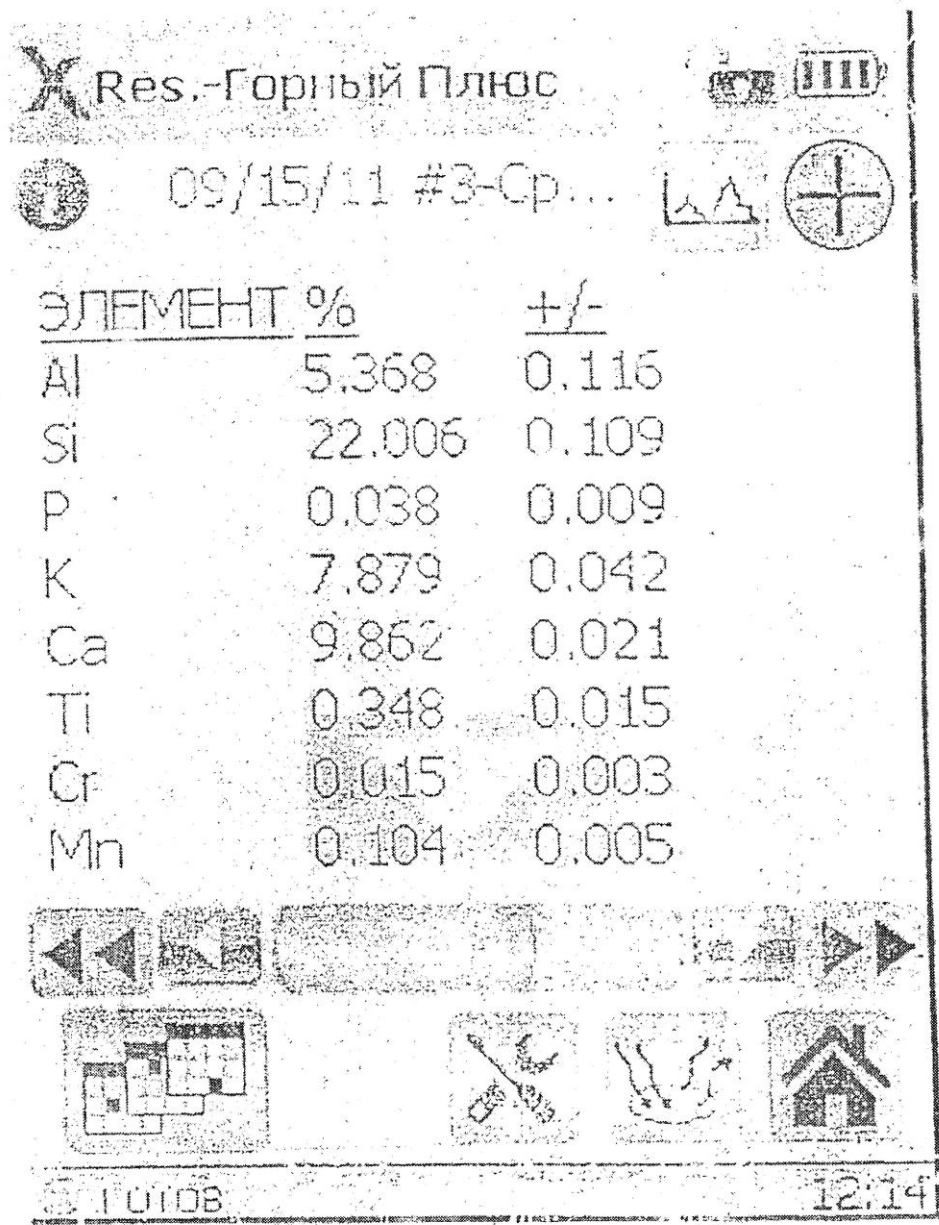 Res.-Горный Плюс
09/15/11 #3-Ср...
ЭЛЕМЕНТ % +/-
Al 5.368 0.116
Si 22.006 0.109
P 0.038 0.009
K 7.879 0.042
Ca 9.862 0.021
Ti 0.348 0.015
Cr 0.015 0.003
Mn 0.104 0.005
Готов 12:14